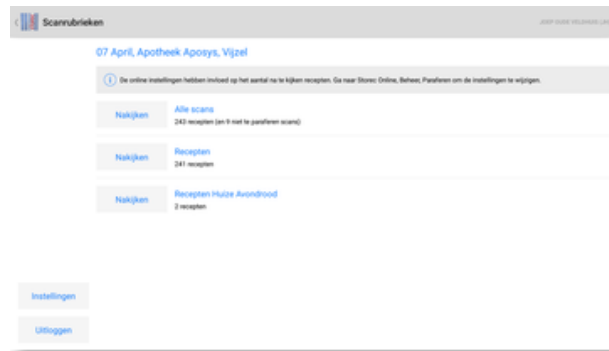 Scanrubrieken
07 April, Apotheek Aposys, Vijzel
De online instellingen hebben invloed op het aantal na te kijken recepten. Ga naar Storec Online, Beheer, Paraferen om de instellingen te wijzigen.
Nakijken
Alle scans
243 recepten (en 9 niet te paraferen scans)
Nakijken
Recepten
241 recepten
Nakijken
Recepten Huize Avondrood
2 recepten
Instellingen
Uitloggen